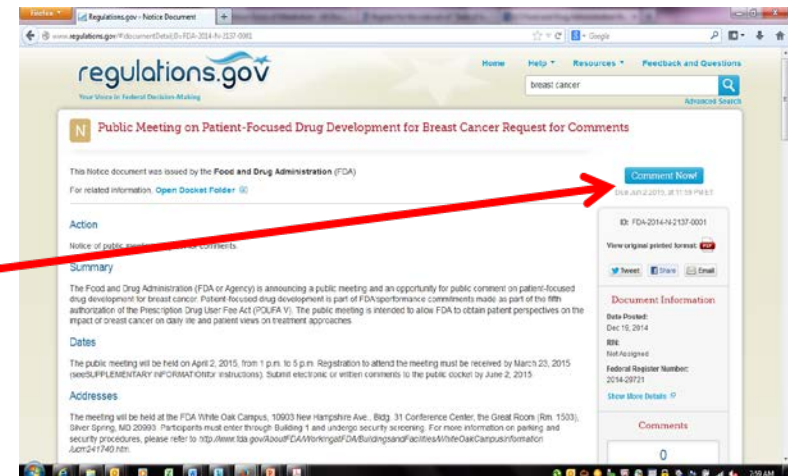 Firefox
Regulations.gov - Notice Document
www.regulations.gov/#!documentDetail;D=FDA-2014-N-2137-0001
Google
regulations.gov
Your Voice in Federal Decision-Making
Home Help Resources Feedback and Questions
breast cancer
Advanced Search
N
Public Meeting on Patient-Focused Drug Development for Breast Cancer Request for Comments
This Notice document was issued by the Food and Drug Administration (FDA)
For related information, Open Docket Folder
Comment Now!
Due Jun 2 2015, at 11:59 PM ET
Action
Notice of public for comments.
Summary
The Food and Drug Administration (FDA or Agency) is announcing a public meeting and an opportunity for public comment on patient-focused
drug development for breast cancer. Patient-focused drug development is part of FDA'sperformance commitments made as part of the fifth
authorization of the Prescription Drug User Fee Act (PDUFA V). The public meeting is intended to allow FDA to obtain patient perspectives on the
impact of breast cancer on daily life and patient views on treatment approaches.
Dates
The public meeting will be held on April 2, 2015, from 1 p.m. to 5 p.m. Registration to attend the meeting must be received by March 23, 2015
(seeSUPPLEMENTARY INFORMATIONfor instructions). Submit electronic or written comments to the public docket by June 2, 2015
Addresses
The meeting will be held at the FDA White Oak Campus, 10903 New Hampshire Ave., Bldg. 31 Conference Center, the Great Room (Rm. 1503),
Silver Spring, MD 20993. Participants must enter through Building 1 and undergo security screening. For more information on parking and
security procedures, please refer to http://www.fda.gov/AboutFDA/WorkingatFDA/BuildingsandFacilities/WhiteOakCampusInformation
/ucm241740.htm.
ID: FDA-2014-N-2137-0001
View original printed format: PDF
Tweet Share Email
Document Information
Date Posted:
Dec 19, 2014
RIN:
Not Assigned
Federal Register Number:
2014-29721
Show More Details
Comments
0
2:59 AM